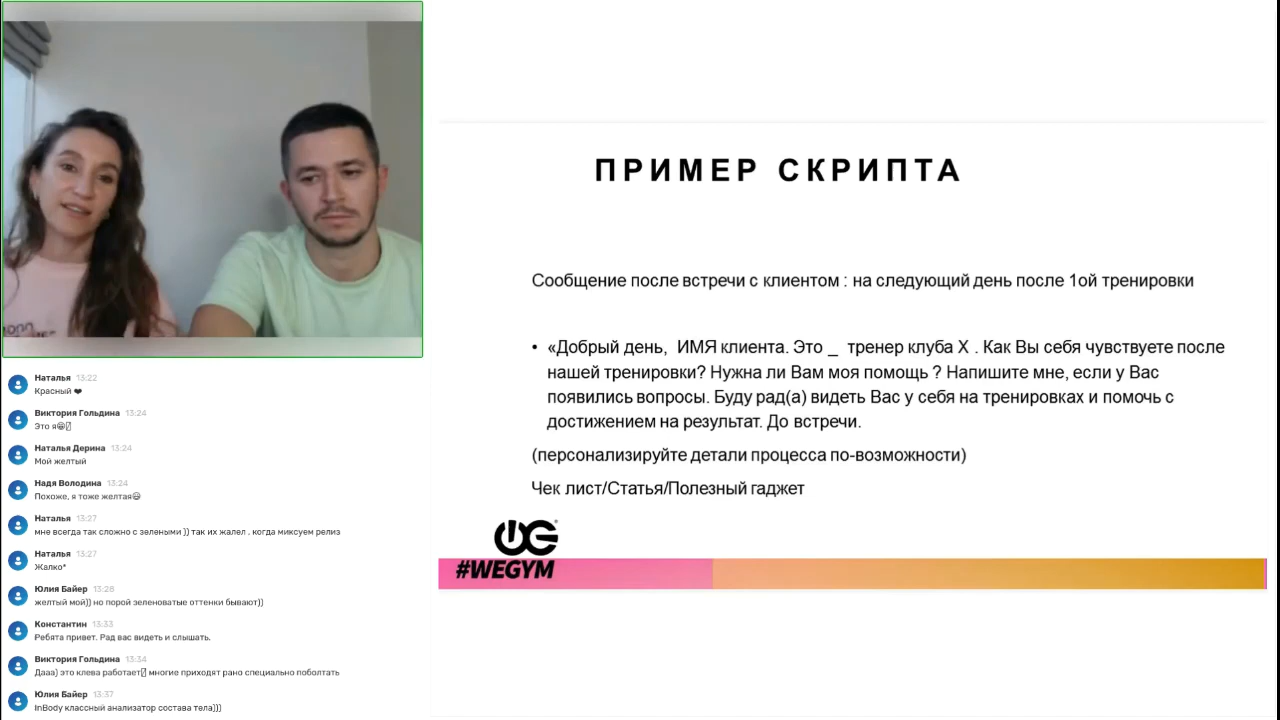 Наталья 13:22
Красный ❤
Виктория Гольдина 13:24
Это я😁
Наталья Дерина 13:24
Мой желтый
Надя Володина 13:24
Похоже, я тоже желтая😃
Наталья 13:27
мне всегда так сложно с зелеными )) так их жалел , когда миксуем релиз
Наталья 13:27
Жалко*
Юлия Байер 13:28
желтый мой)) но порой зеленоватые оттенки бывают))
Константин 13:33
Ребята привет. Рад вас видеть и слышать.
Виктория Гольдина 13:34
Дааа) это клева работает многие приходят рано специально поболтать
Юлия Байер 13:37
InBody классный анализатор состава тела)))
ПРИМЕР СКРИПТА
Сообщение после встречи с клиентом : на следующий день после 1ой тренировки
• «Добрый день, ИМЯ клиента. Это _ тренер клуба X . Как Вы себя чувствуете после
нашей тренировки? Нужна ли Вам моя помощь ? Напишите мне, если у Вас
появились вопросы. Буду рад(а) видеть Вас у себя на тренировках и помочь с
достижением на результат. До встречи.
(персонализируйте детали процесса по-возможности)
Чек лист/Статья/Полезный гаджет
#WEGYM